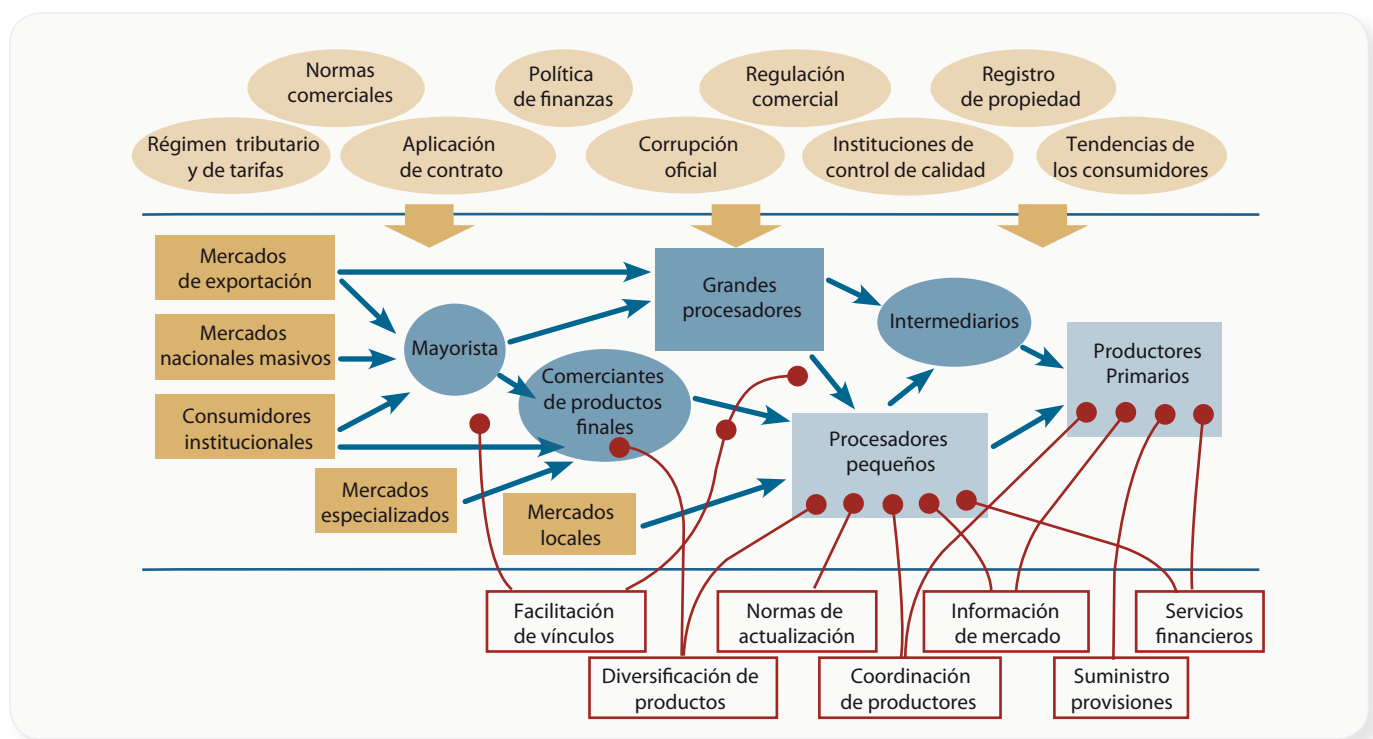 Normas
comerciales
Política
de finanzas
Regulación
comercial
Registro
de propiedad
Régimen tributario
y de tarifas
Aplicación
de contrato
Corrupción
oficial
Instituciones de
control de calidad
Tendencias de
los consumidores
Mercados
de exportación
Mercados
nacionales masivos
Consumidores
institucionales
Mercados
especializados
Mercados
locales
Mayorista
Comerciantes
de productos
finales
Grandes
procesadores
Procesadores
pequeños
Intermediarios
Productores
Primarios
Facilitación
de vínculos
Normas de
actualización
Información
de mercado
Servicios
financieros
Diversificación de
productos
Coordinación
de productores
Suministro
provisiones